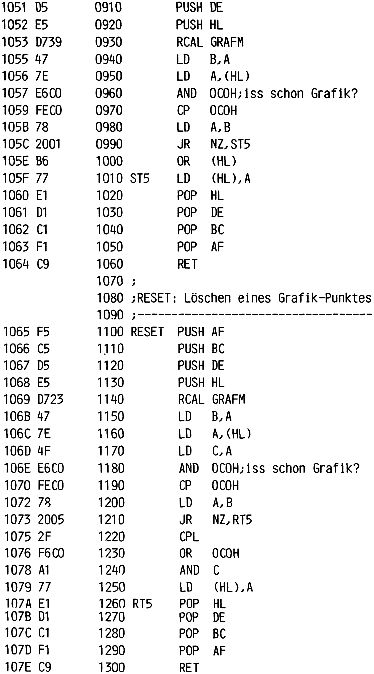 1051 D5 0910 PUSH DE
1052 E5 0920 PUSH HL
1053 D739 0930 RCAL GRAFM
1055 47 0940 LD B,A
1056 7E 0950 LD A,(HL)
1057 E6C0 0960 AND 0C0H;iss schon Grafik?
1059 FEC0 0970 CP 0C0H
105B 78 0980 LD A,B
105C 2001 0990 JR NZ,ST5
105E B6 1000 OR (HL)
105F 77 1010 ST5 LD (HL),A
1060 E1 1020 POP HL
1061 D1 1030 POP DE
1062 C1 1040 POP BC
1063 F1 1050 POP AF
1064 C9 1060 RET
1070 ;
1080 ;RESET: Löschen eines Grafik-Punktes
1090 ;-----------------------------------
1065 F5 1100 RESET PUSH AF
1066 C5 1110 PUSH BC
1067 D5 1120 PUSH DE
1068 E5 1130 PUSH HL
1069 D723 1140 RCAL GRAFM
106B 47 1150 LD B,A
106C 7E 1160 LD A,(HL)
106D 4F 1170 LD C,A
106E E6C0 1180 AND 0C0H;iss schon Grafik?
1070 FEC0 1190 CP 0C0H
1072 78 1200 LD A,B
1073 2005 1210 JR NZ,RT5
1075 2F 1220 CPL
1076 F6C0 1230 OR 0C0H
1078 A1 1240 AND C
1079 77 1250 LD (HL),A
107A E1 1260 RT5 POP HL
107B D1 1270 POP DE
107C C1 1280 POP BC
107D F1 1290 POP AF
107E C9 1300 RET